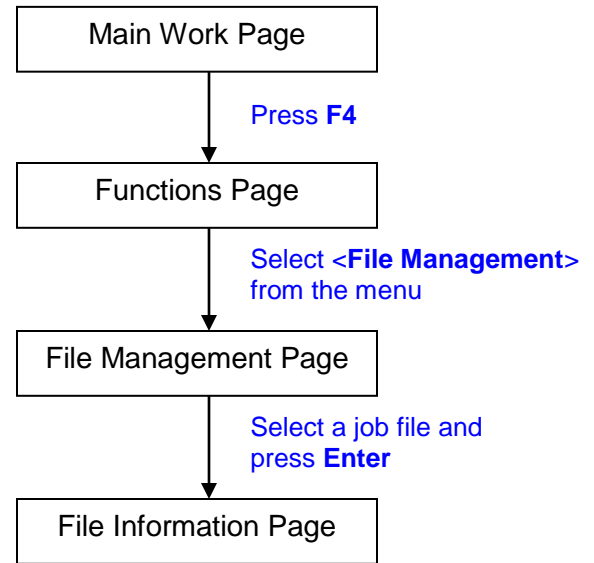 Main Work Page
Press F4
Functions Page
Select <File Management>
from the menu
File Management Page
Select a job file and
press Enter
File Information Page